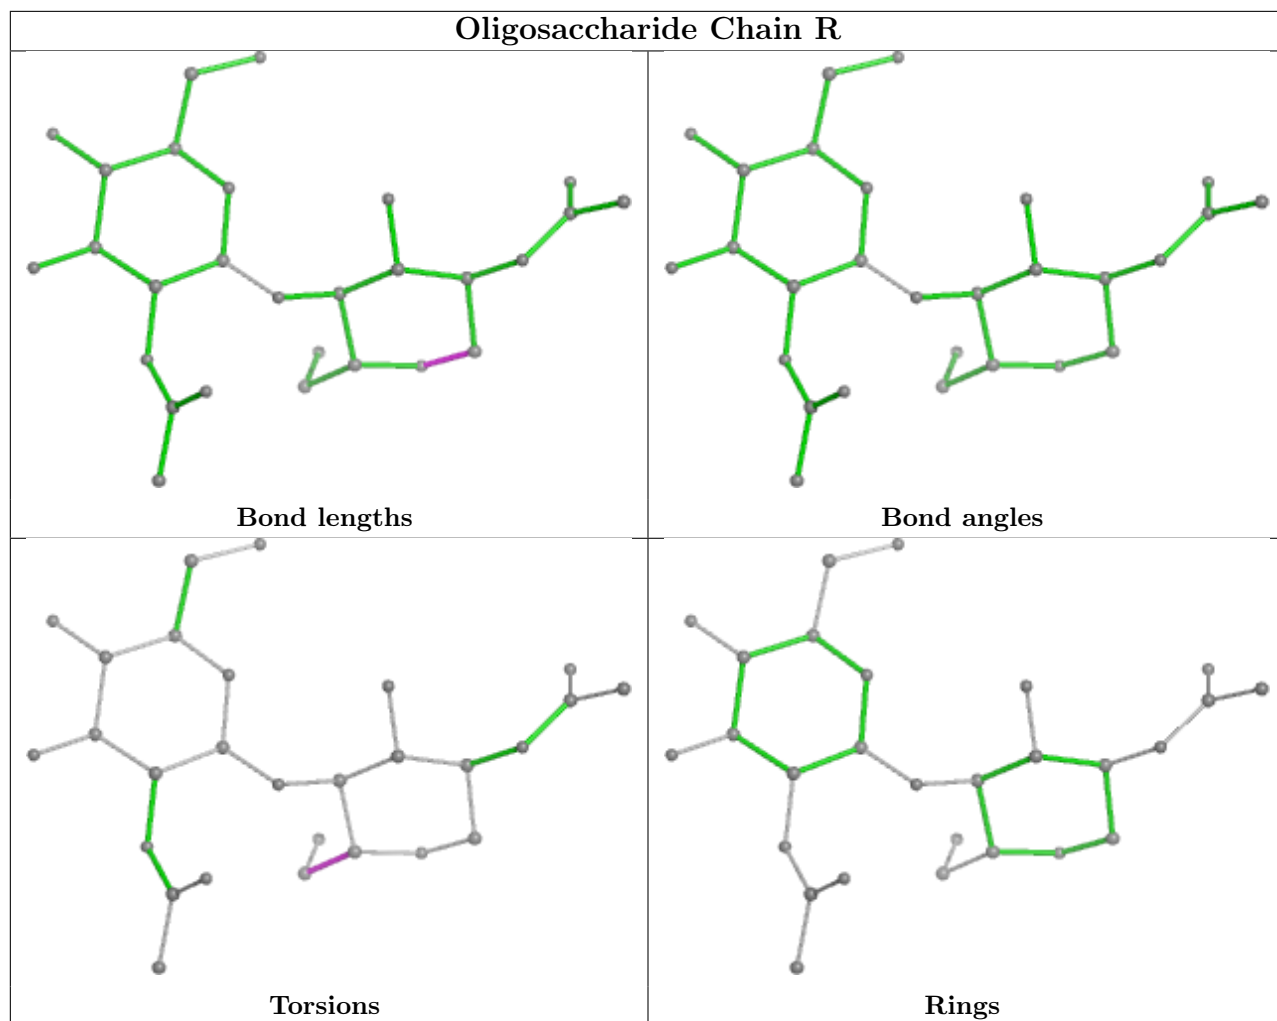 Oligosaccharide Chain R
Bond lengths
Bond angles
Torsions
Rings